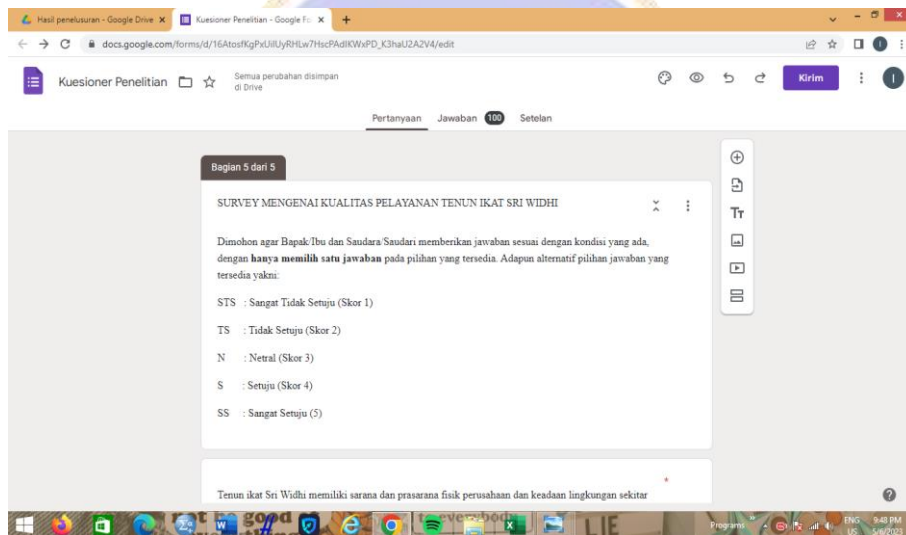 Hasil penelusuran - Google Drive
Kuesioner Penelitian - Google Fo
docs.google.com/forms/d/16AtosfKgPxUiIUyRHLw7HscPAdIKWxPD_K3haU2A2V4/edit
Kuesioner Penelitian
Semua perubahan disimpan
di Drive
Kirim
Pertanyaan Jawaban 100 Setelan
Bagian 5 dari 5
SURVEY MENGENAI KUALITAS PELAYANAN TENUN IKAT SRI WIDHI
Dimohon agar Bapak/Ibu dan Saudara/Saudari memberikan jawaban sesuai dengan kondisi yang ada,
dengan hanya memilih satu jawaban pada pilihan yang tersedia. Adapun alternatif pilihan jawaban yang
tersedia yakni:
STS : Sangat Tidak Setuju (Skor 1)
TS : Tidak Setuju (Skor 2)
N : Netral (Skor 3)
S : Setuju (Skor 4)
SS : Sangat Setuju (5)
*
Tenun ikat Sri Widhi memiliki sarana dan prasarana fisik perusahaan dan keadaan lingkungan sekitar
Programs
ENG 9:48 PM
US 5/6/2023